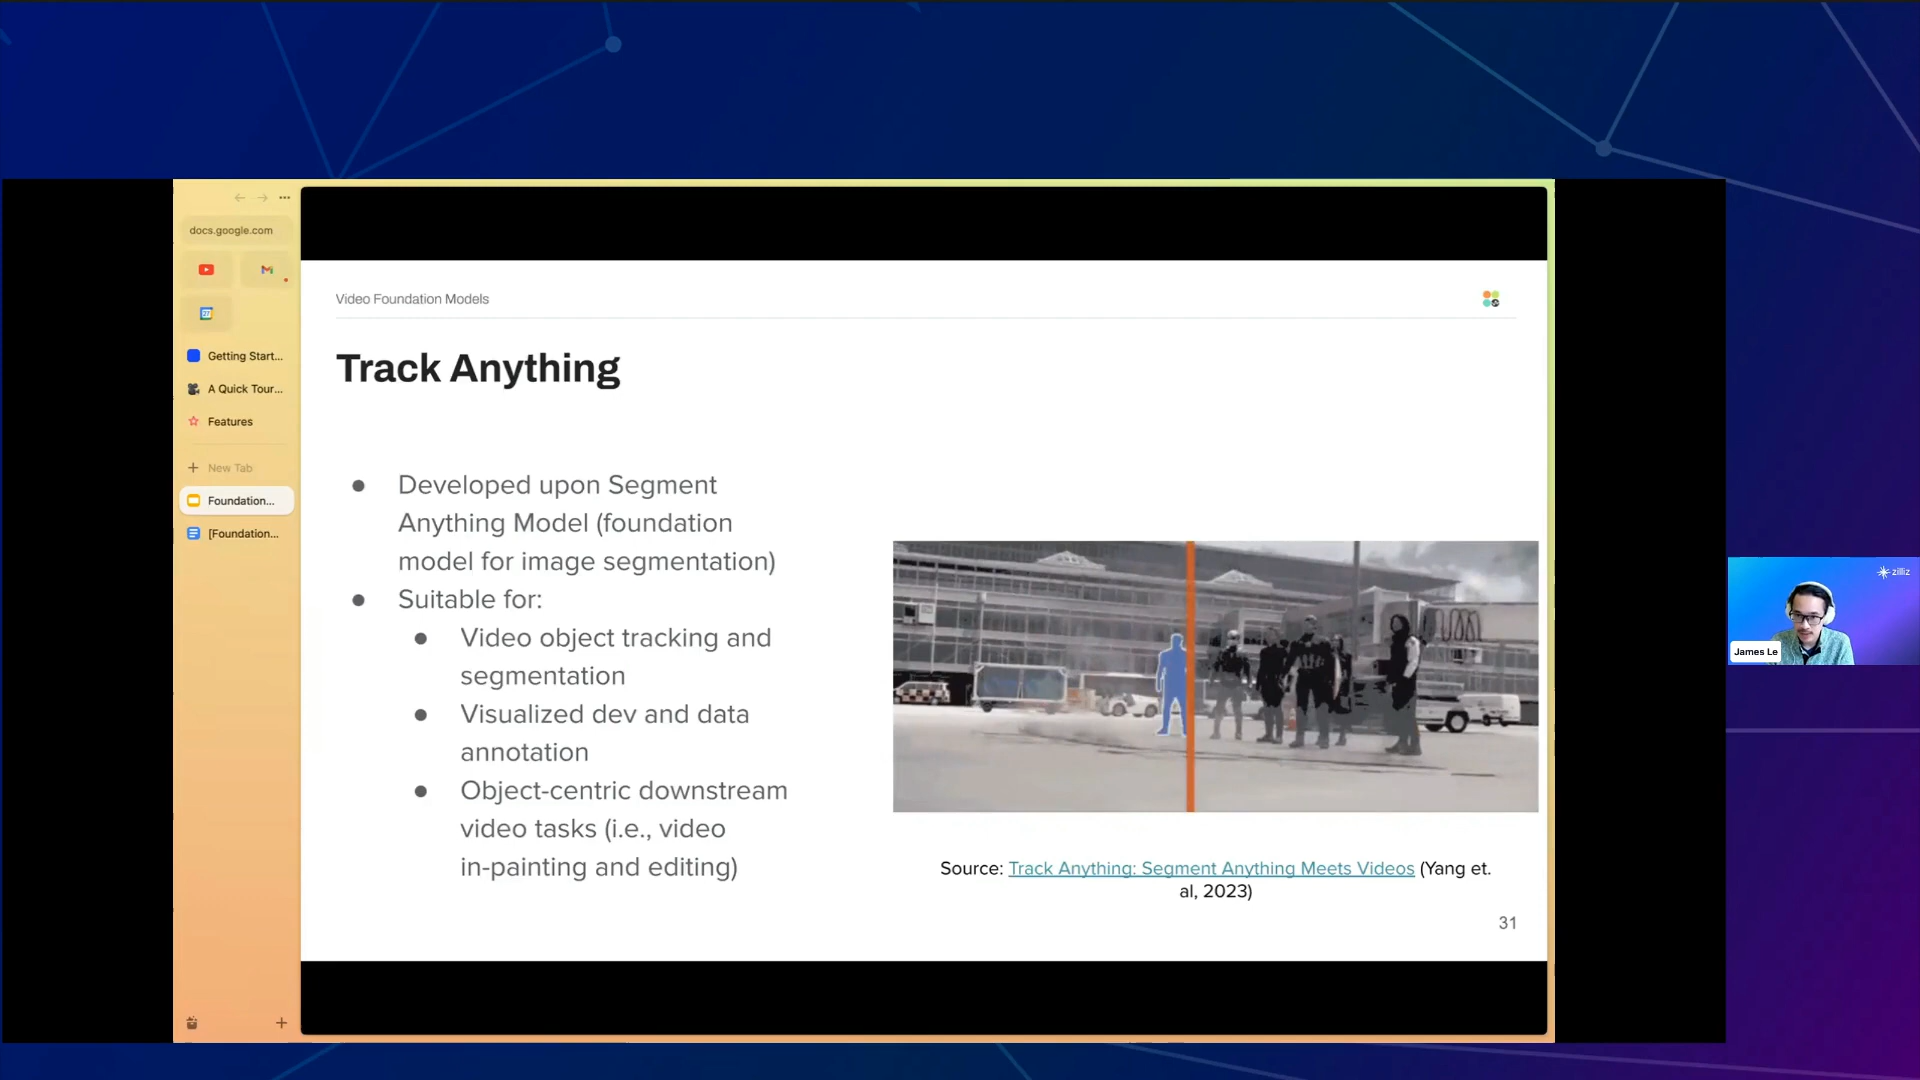 docs.google.com
27
Getting Start...
A Quick Tour...
Features
New Tab
Foundation...
[Foundation...
Video Foundation Models
Track Anything
Developed upon Segment
Anything Model (foundation
model for image segmentation)
Suitable for:
Video object tracking and
segmentation
Visualized dev and data
annotation
Object-centric downstream
video tasks (i.e., video
in-painting and editing)
Source: Track Anything: Segment Anything Meets Videos (Yang et.
al, 2023)
31
zilliz
James Le